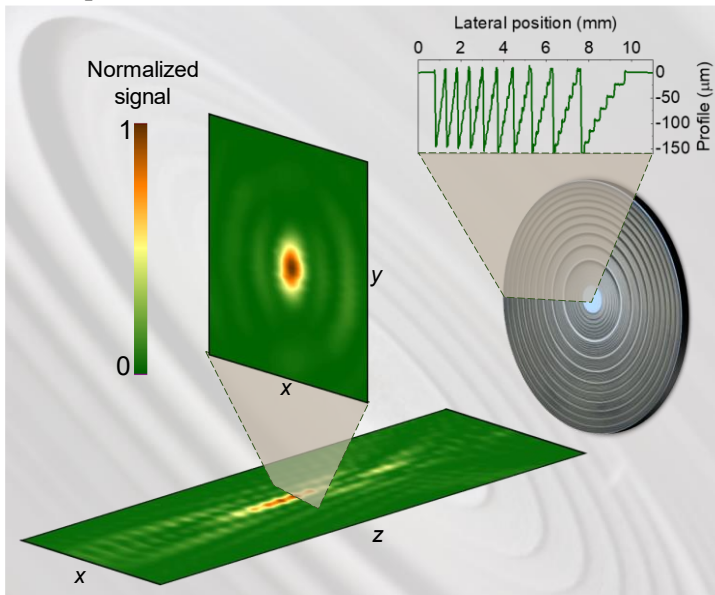 Lateral position (mm)
0 2 4 6 8 10
0
-50
-100
-150
Profile (μm)
Normalized
signal
1
0
y
x
z
x